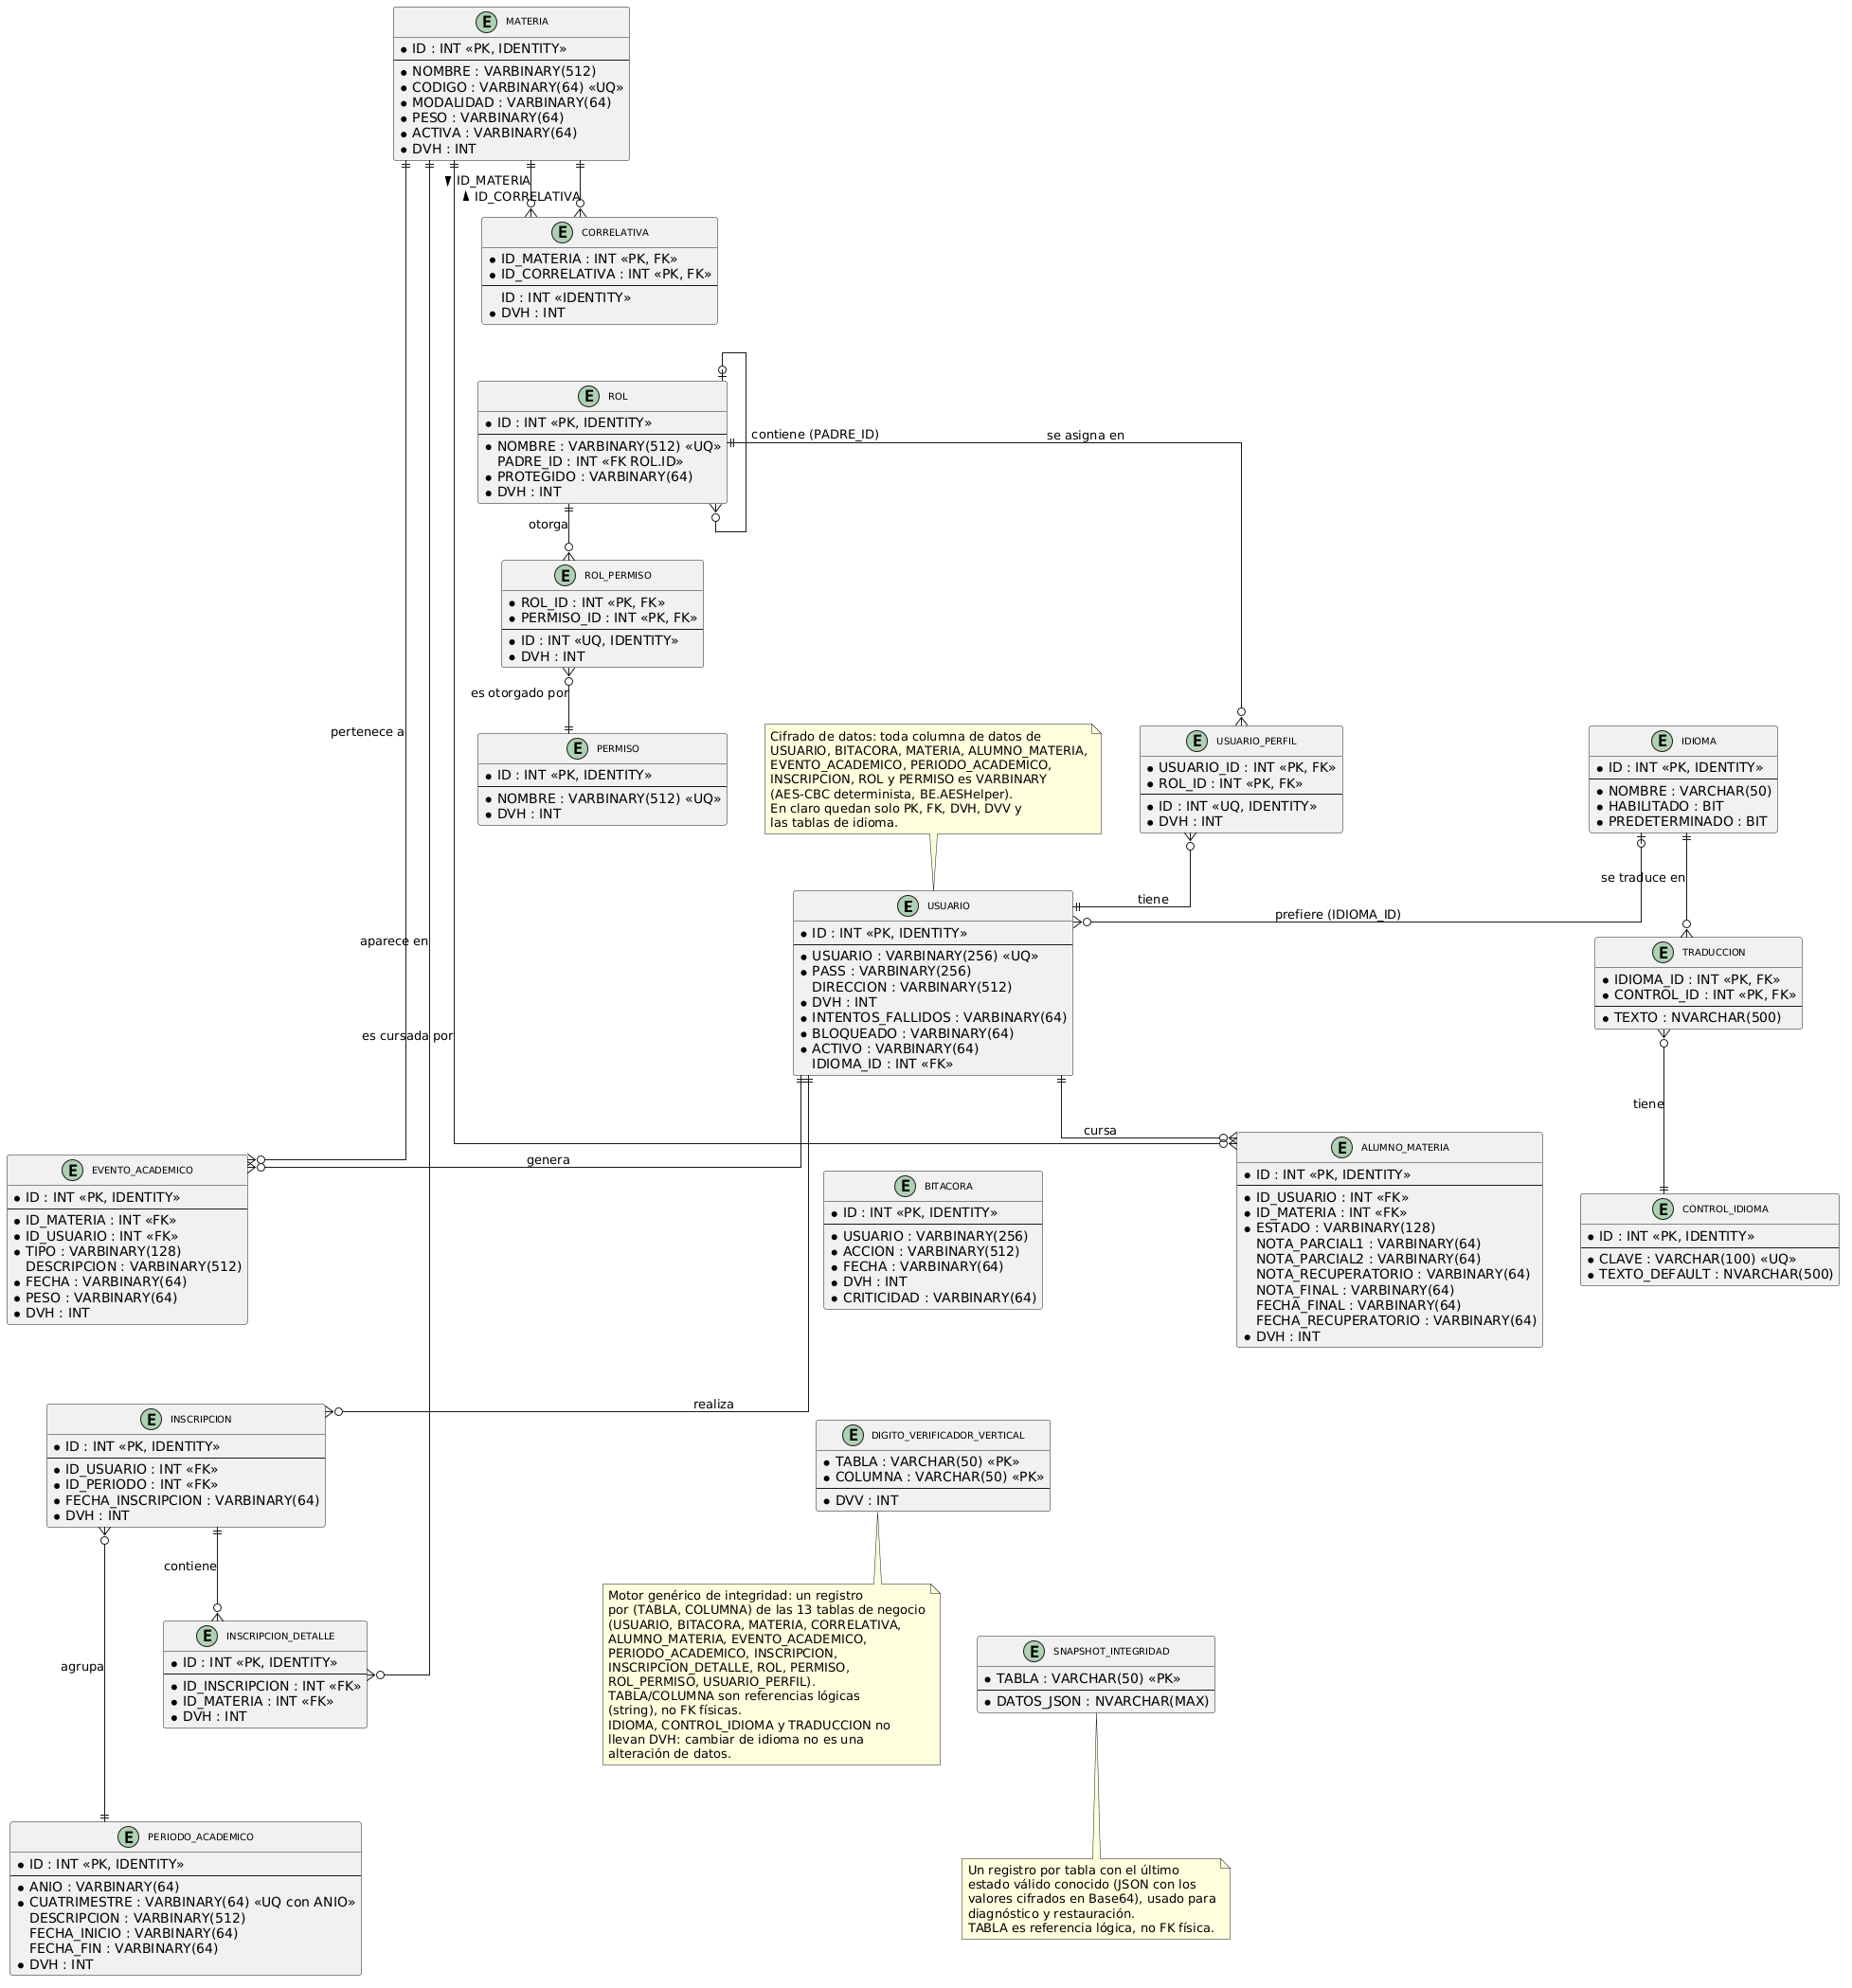 E MATERIA
ID : INT «PK, IDENTITY»
NOMBRE : VARBINARY(512)
CODIGO : VARBINARY(64) «UQ»
MODALIDAD : VARBINARY(64)
PESO : VARBINARY(64)
ACTIVA : VARBINARY(64)
DVH : INT
ID_MATERIA
ID_CORRELATIVA
E CORRELATIVA
ID_MATERIA : INT «PK, FK»
ID_CORRELATIVA : INT «PK, FK»
ID : INT «IDENTITY»
DVH : INT
E ROL
ID : INT «PK, IDENTITY»
NOMBRE : VARBINARY(512) «UQ»
PADRE_ID : INT «FK ROL.ID»
PROTEGIDO : VARBINARY(64)
DVH : INT
contiene (PADRE_ID)
se asigna en
otorga
E ROL_PERMISO
ROL_ID : INT «PK, FK»
PERMISO_ID : INT «PK, FK»
ID : INT «UQ, IDENTITY»
DVH : INT
es otorgado por
pertenece a
E PERMISO
ID : INT «PK, IDENTITY»
NOMBRE : VARBINARY(512) «UQ»
DVH : INT
Cifrado de datos: toda columna de datos de
USUARIO, BITACORA, MATERIA, ALUMNO_MATERIA,
EVENTO_ACADEMICO, PERIODO_ACADEMICO,
INSCRIPCION, ROL y PERMISO es VARBINARY
(AES-CBC determinista, BE.AESHelper).
En claro quedan solo PK, FK, DVH, DVV y
las tablas de idioma.
E USUARIO_PERFIL
USUARIO_ID : INT «PK, FK»
ROL_ID : INT «PK, FK»
ID : INT «UQ, IDENTITY»
DVH : INT
E IDIOMA
ID : INT «PK, IDENTITY»
NOMBRE : VARCHAR(50)
HABILITADO : BIT
PREDETERMINADO : BIT
se traduce en
tiene
prefiere (IDIOMA_ID)
aparece en
es cursada por
E USUARIO
ID : INT «PK, IDENTITY»
USUARIO : VARBINARY(256) «UQ»
PASS : VARBINARY(256)
DIRECCION : VARBINARY(512)
DVH : INT
INTENTOS_FALLIDOS : VARBINARY(64)
BLOQUEADO : VARBINARY(64)
ACTIVO : VARBINARY(64)
IDIOMA_ID : INT «FK»
E TRADUCCION
IDIOMA_ID : INT «PK, FK»
CONTROL_ID : INT «PK, FK»
TEXTO : NVARCHAR(500)
tiene
cursa
genera
E EVENTO_ACADEMICO
ID : INT «PK, IDENTITY»
ID_MATERIA : INT «FK»
ID_USUARIO : INT «FK»
TIPO : VARBINARY(128)
DESCRIPCION : VARBINARY(512)
FECHA : VARBINARY(64)
PESO : VARBINARY(64)
DVH : INT
E BITACORA
ID : INT «PK, IDENTITY»
USUARIO : VARBINARY(256)
ACCION : VARBINARY(512)
FECHA : VARBINARY(64)
DVH : INT
CRITICIDAD : VARBINARY(64)
E ALUMNO_MATERIA
ID : INT «PK, IDENTITY»
ID_USUARIO : INT «FK»
ID_MATERIA : INT «FK»
ESTADO : VARBINARY(128)
NOTA_PARCIAL1 : VARBINARY(64)
NOTA_PARCIAL2 : VARBINARY(64)
NOTA_RECUPERATORIO : VARBINARY(64)
NOTA_FINAL : VARBINARY(64)
FECHA_FINAL : VARBINARY(64)
FECHA_RECUPERATORIO : VARBINARY(64)
DVH : INT
E CONTROL_IDIOMA
ID : INT «PK, IDENTITY»
CLAVE : VARCHAR(100) «UQ»
TEXTO_DEFAULT : NVARCHAR(500)
realiza
E INSCRIPCION
ID : INT «PK, IDENTITY»
ID_USUARIO : INT «FK»
ID_PERIODO : INT «FK»
FECHA_INSCRIPCION : VARBINARY(64)
DVH : INT
E DIGITO_VERIFICADOR_VERTICAL
TABLA : VARCHAR(50) «PK»
COLUMNA : VARCHAR(50) «PK»
DVV : INT
contiene
agrupa
E INSCRIPCION_DETALLE
ID : INT «PK, IDENTITY»
ID_INSCRIPCION : INT «FK»
ID_MATERIA : INT «FK»
DVH : INT
Motor genérico de integridad: un registro
por (TABLA, COLUMNA) de las 13 tablas de negocio
(USUARIO, BITACORA, MATERIA, CORRELATIVA,
ALUMNO_MATERIA, EVENTO_ACADEMICO,
PERIODO_ACADEMICO, INSCRIPCION,
INSCRIPCION_DETALLE, ROL, PERMISO,
ROL_PERMISO, USUARIO_PERFIL).
TABLA/COLUMNA son referencias lógicas
(string), no FK físicas.
IDIOMA, CONTROL_IDIOMA y TRADUCCION no
llevan DVH: cambiar de idioma no es una
alteración de datos.
E SNAPSHOT_INTEGRIDAD
TABLA : VARCHAR(50) «PK»
DATOS_JSON : NVARCHAR(MAX)
E PERIODO_ACADEMICO
ID : INT «PK, IDENTITY»
ANIO : VARBINARY(64)
CUATRIMESTRE : VARBINARY(64) «UQ con ANIO»
DESCRIPCION : VARBINARY(512)
FECHA_INICIO : VARBINARY(64)
FECHA_FIN : VARBINARY(64)
DVH : INT
Un registro por tabla con el último
estado válido conocido (JSON con los
valores cifrados en Base64), usado para
diagnóstico y restauración.
TABLA es referencia lógica, no FK física.